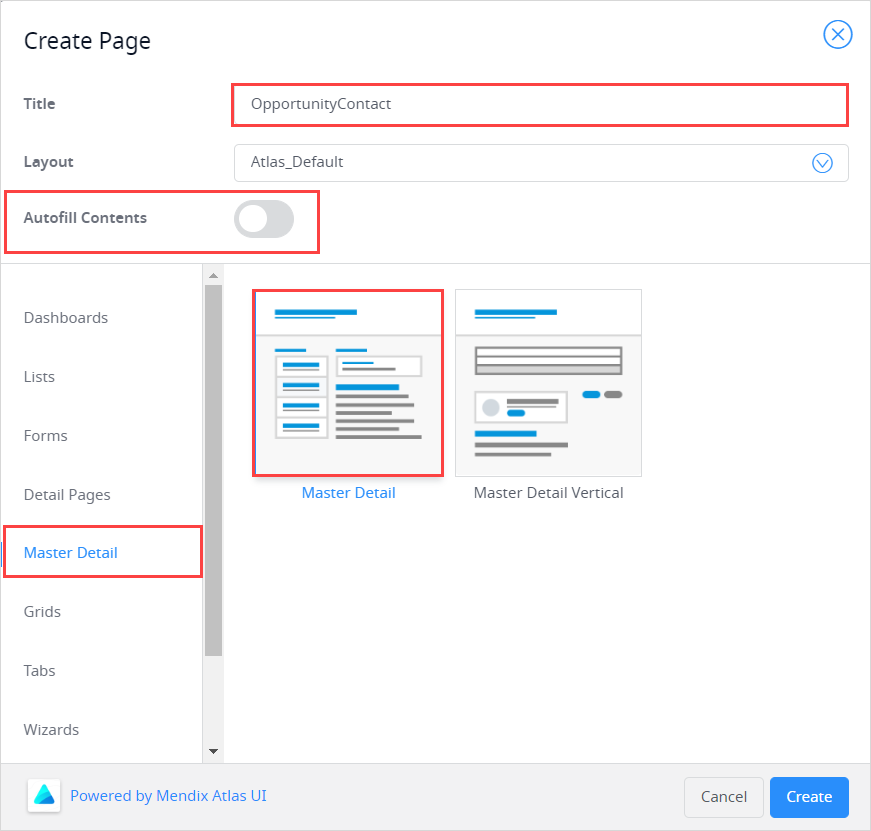 Create Page
Title
OpportunityContact
Layout
Atlas_Default
Autofill Contents
Dashboards
Lists
Forms
Detail Pages
Master Detail
Grids
Tabs
Wizards
Master Detail
Master Detail Vertical
Powered by Mendix Atlas UI
Cancel
Create